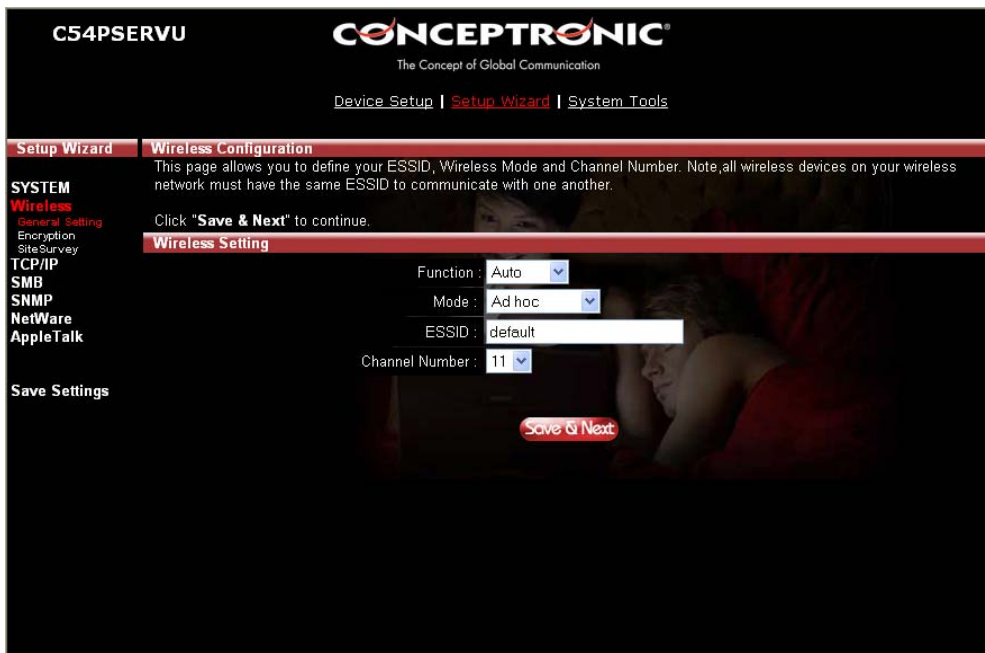 C54PSERVU
CONCEPTRONIC®
The Concept of Global Communication
Device Setup | Setup Wizard | System Tools
Setup Wizard
SYSTEM
Wireless
General Setting
Encryption
SiteSurvey
TCP/IP
SMB
SNMP
NetWare
AppleTalk
Save Settings
Wireless Configuration
This page allows you to define your ESSID, Wireless Mode and Channel Number. Note,all wireless devices on your wireless
network must have the same ESSID to communicate with one another.
Click "Save & Next" to continue.
Wireless Setting
Function : Auto
Mode : Ad hoc
ESSID : default
Channel Number : 11
Save & Next